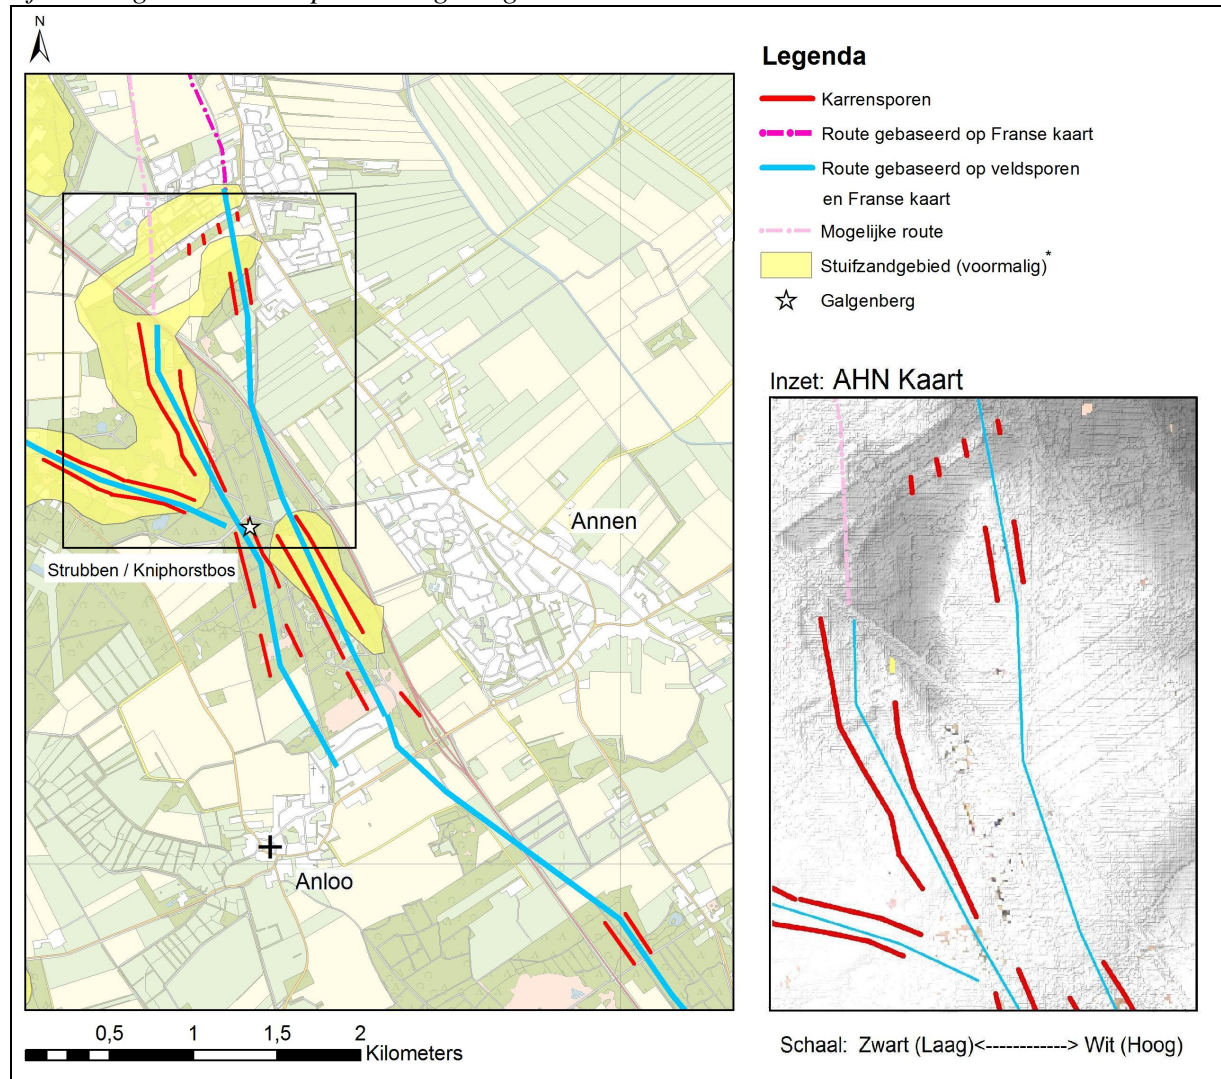 N
Legenda
Karrensporen
Route gebaseerd op Franse kaart
Route gebaseerd op veldsporen
en Franse kaart
Mogelijke route
Stuifzandgebied (voormalig)*
Galgenberg
Inzet: AHN Kaart
Annen
Strubben / Kniphorstbos
Anloo
0,5 1 1,5 2
Kilometers
Schaal: Zwart (Laag)<------------> Wit (Hoog)